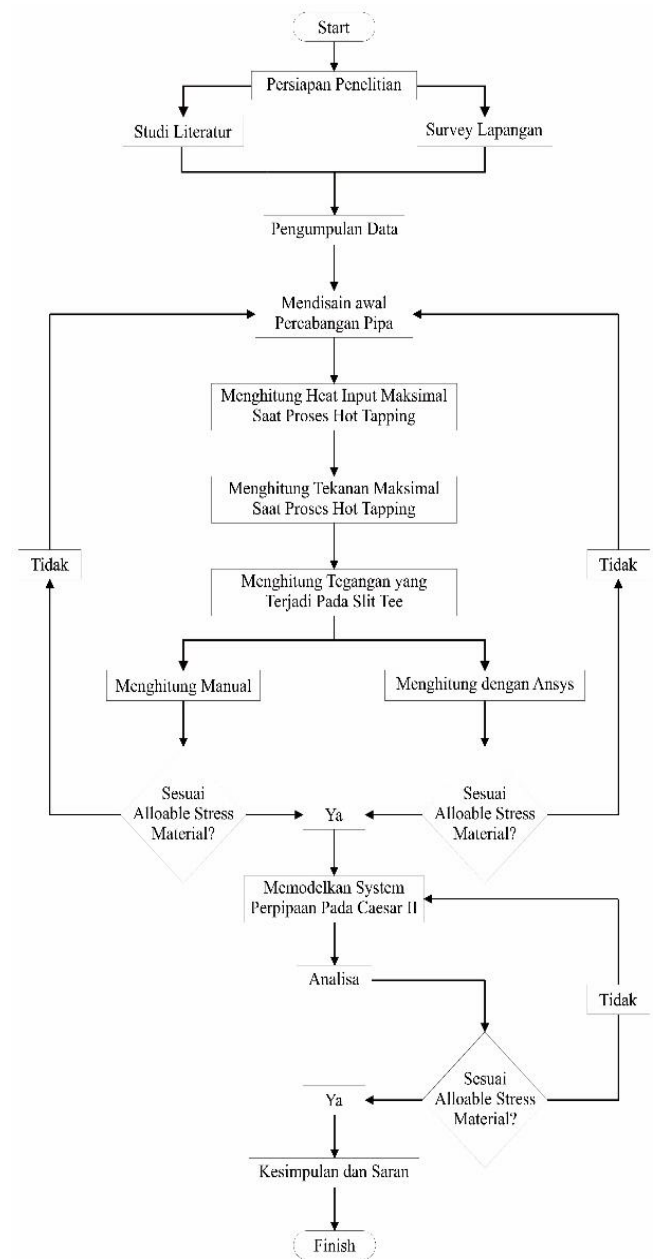 Start
Persiapan Penelitian
Studi Literatur
Survey Lapangan
Pengumpulan Data
Mendisain awal
Percabangan Pipa
Menghitung Heat Input Maksimal
Saat Proses Hot Tapping
Menghitung Tekanan Maksimal
Saat Proses Hot Tapping
Tidak
Tidak
Menghitung Tegangan yang
Terjadi Pada Slit Tee
Menghitung Manual
Menghitung dengan Ansys
Sesuai
Alloable Stress
Material?
Ya
Sesuai
Alloable Stress
Material?
Memodelkan System
Perpipaan Pada Caesar II
Analisa
Tidak
Sesuai
Alloable Stress
Material?
Ya
Kesimpulan dan Saran
Finish